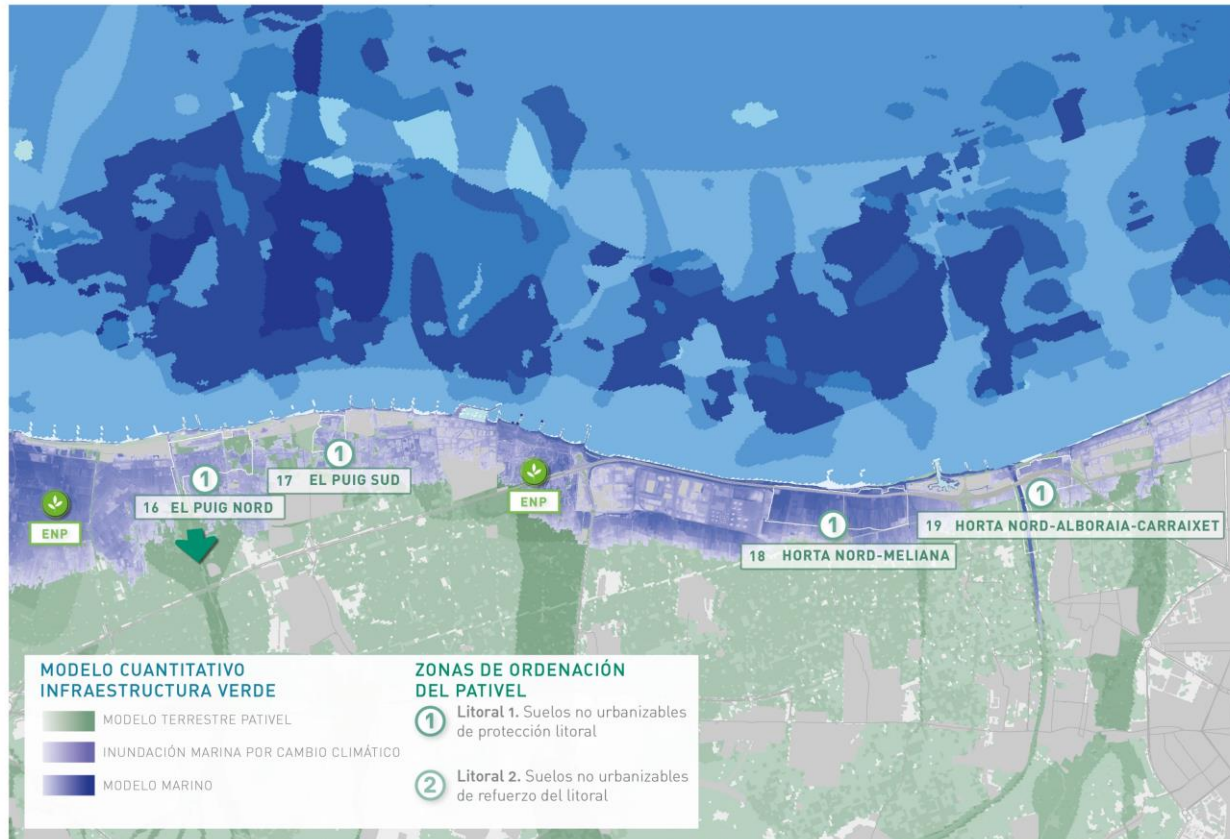 17 EL PUIG SUD
16 EL PUIG NORD
ENP
ENP
19 HORTA NORD-ALBORAIA-CARRAIXET
18 HORTA NORD-MELIANA
1
1
1
1
MODELO CUANTITATIVO
INFRAESTRUCTURA VERDE
MODELO TERRESTRE PATIVEL
INUNDACIÓN MARINA POR CAMBIO CLIMÁTICO
MODELO MARINO
ZONAS DE ORDENACIÓN
DEL PATIVEL
1 Litoral 1. Suelos no urbanizables
de protección litoral
2 Litoral 2. Suelos no urbanizables
de refuerzo del litoral